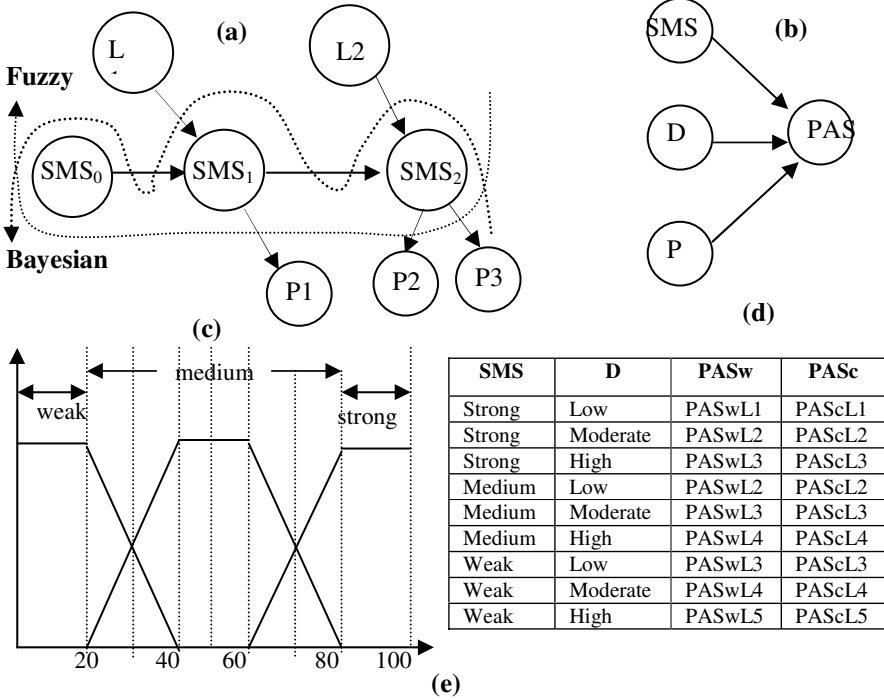 (a)
(b)
L
L2
SMS
Fuzzy
D
PAS
SMS0
SMS1
SMS2
Bayesian
P
P1
P2
P3
(c)
(d)
medium
weak
strong
20 40 60 80 100
SMS D PASw PASc
Strong Low PASwL1 PAScL1
Strong Moderate PASwL2 PAScL2
Strong High PASwL3 PAScL3
Medium Low PASwL2 PAScL2
Medium Moderate PASwL3 PAScL3
Medium High PASwL4 PAScL4
Weak Low PASwL3 PAScL3
Weak Moderate PASwL4 PAScL4
Weak High PASwL5 PAScL5
(e)